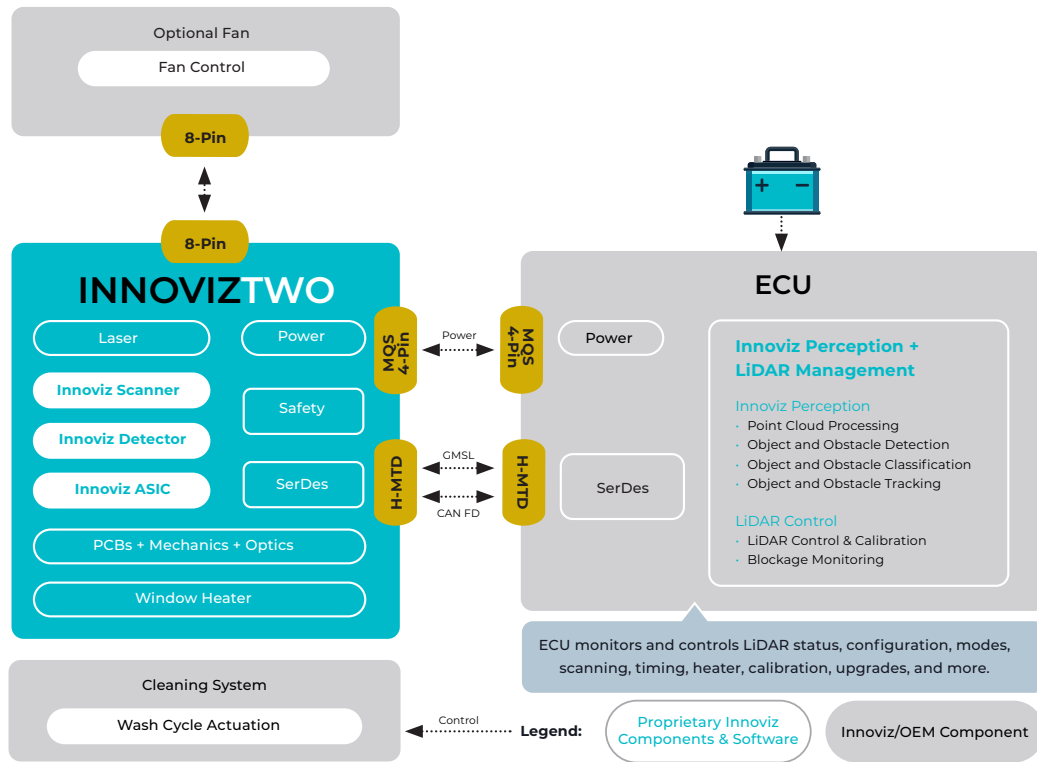 Optional Fan
Fan Control
8-Pin
8-Pin
INNOVIZTWO
Laser
Power
Innoviz Scanner
Safety
Innoviz Detector
Innoviz ASIC
SerDes
PCBs + Mechanics + Optics
Window Heater
MQS
4-Pin
Power
MQS
4-Pin
H-MTD
GMSL
CAN FD
H-MTD
+ −
ECU
Power
SerDes
Innoviz Perception +
LiDAR Management
Innoviz Perception
· Point Cloud Processing
· Object and Obstacle Detection
· Object and Obstacle Classification
· Object and Obstacle Tracking
LiDAR Control
· LiDAR Control & Calibration
· Blockage Monitoring
ECU monitors and controls LiDAR status, configuration, modes,
scanning, timing, heater, calibration, upgrades, and more.
Cleaning System
Wash Cycle Actuation
Control
Legend:
Proprietary Innoviz
Components & Software
Innoviz/OEM Component